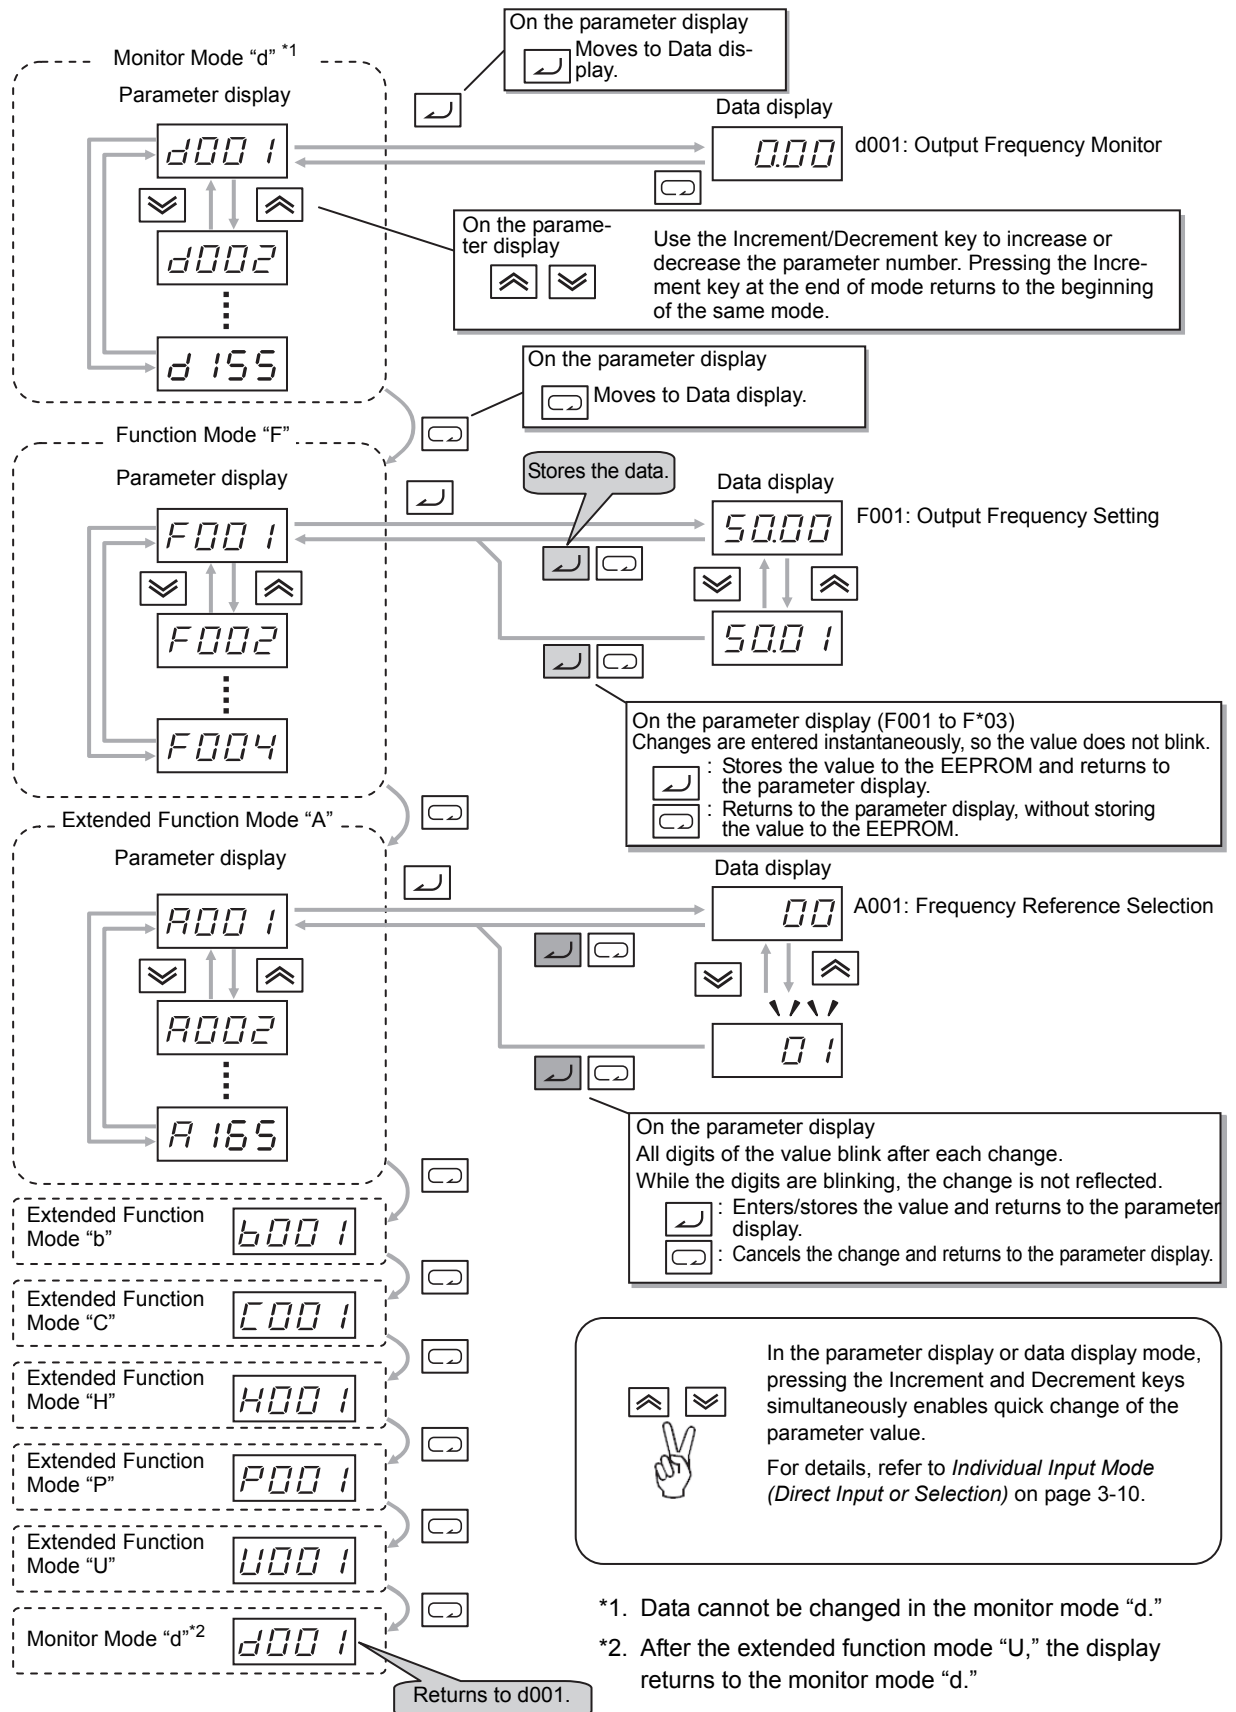 On the parameter display
Moves to Data dis-
play.
Monitor Mode “d” *1
Parameter display
Data display
d001
0.00
d001: Output Frequency Monitor
On the parame-
ter display
Use the Increment/Decrement key to increase or
decrease the parameter number. Pressing the Incre-
ment key at the end of mode returns to the beginning
of the same mode.
d002
d155
On the parameter display
Moves to Data display.
Function Mode “F”
Parameter display
Stores the data.
Data display
F001
50.00
F001: Output Frequency Setting
F002
50.01
F004
On the parameter display (F001 to F*03)
Changes are entered instantaneously, so the value does not blink.
: Stores the value to the EEPROM and returns to
the parameter display.
: Returns to the parameter display, without storing
the value to the EEPROM.
Extended Function Mode “A”
Parameter display
Data display
A001
00
A001: Frequency Reference Selection
A002
01
A165
On the parameter display
All digits of the value blink after each change.
While the digits are blinking, the change is not reflected.
: Enters/stores the value and returns to the parameter
display.
: Cancels the change and returns to the parameter display.
Extended Function
Mode “b”
b001
Extended Function
Mode “C”
C001
Extended Function
Mode “H”
H001
Extended Function
Mode “P”
P001
Extended Function
Mode “U”
U001
Monitor Mode “d”*2
d001
Returns to d001.
In the parameter display or data display mode,
pressing the Increment and Decrement keys
simultaneously enables quick change of the
parameter value.
For details, refer to Individual Input Mode
(Direct Input or Selection) on page 3-10.
*1. Data cannot be changed in the monitor mode “d.”
*2. After the extended function mode “U,” the display
returns to the monitor mode “d.”